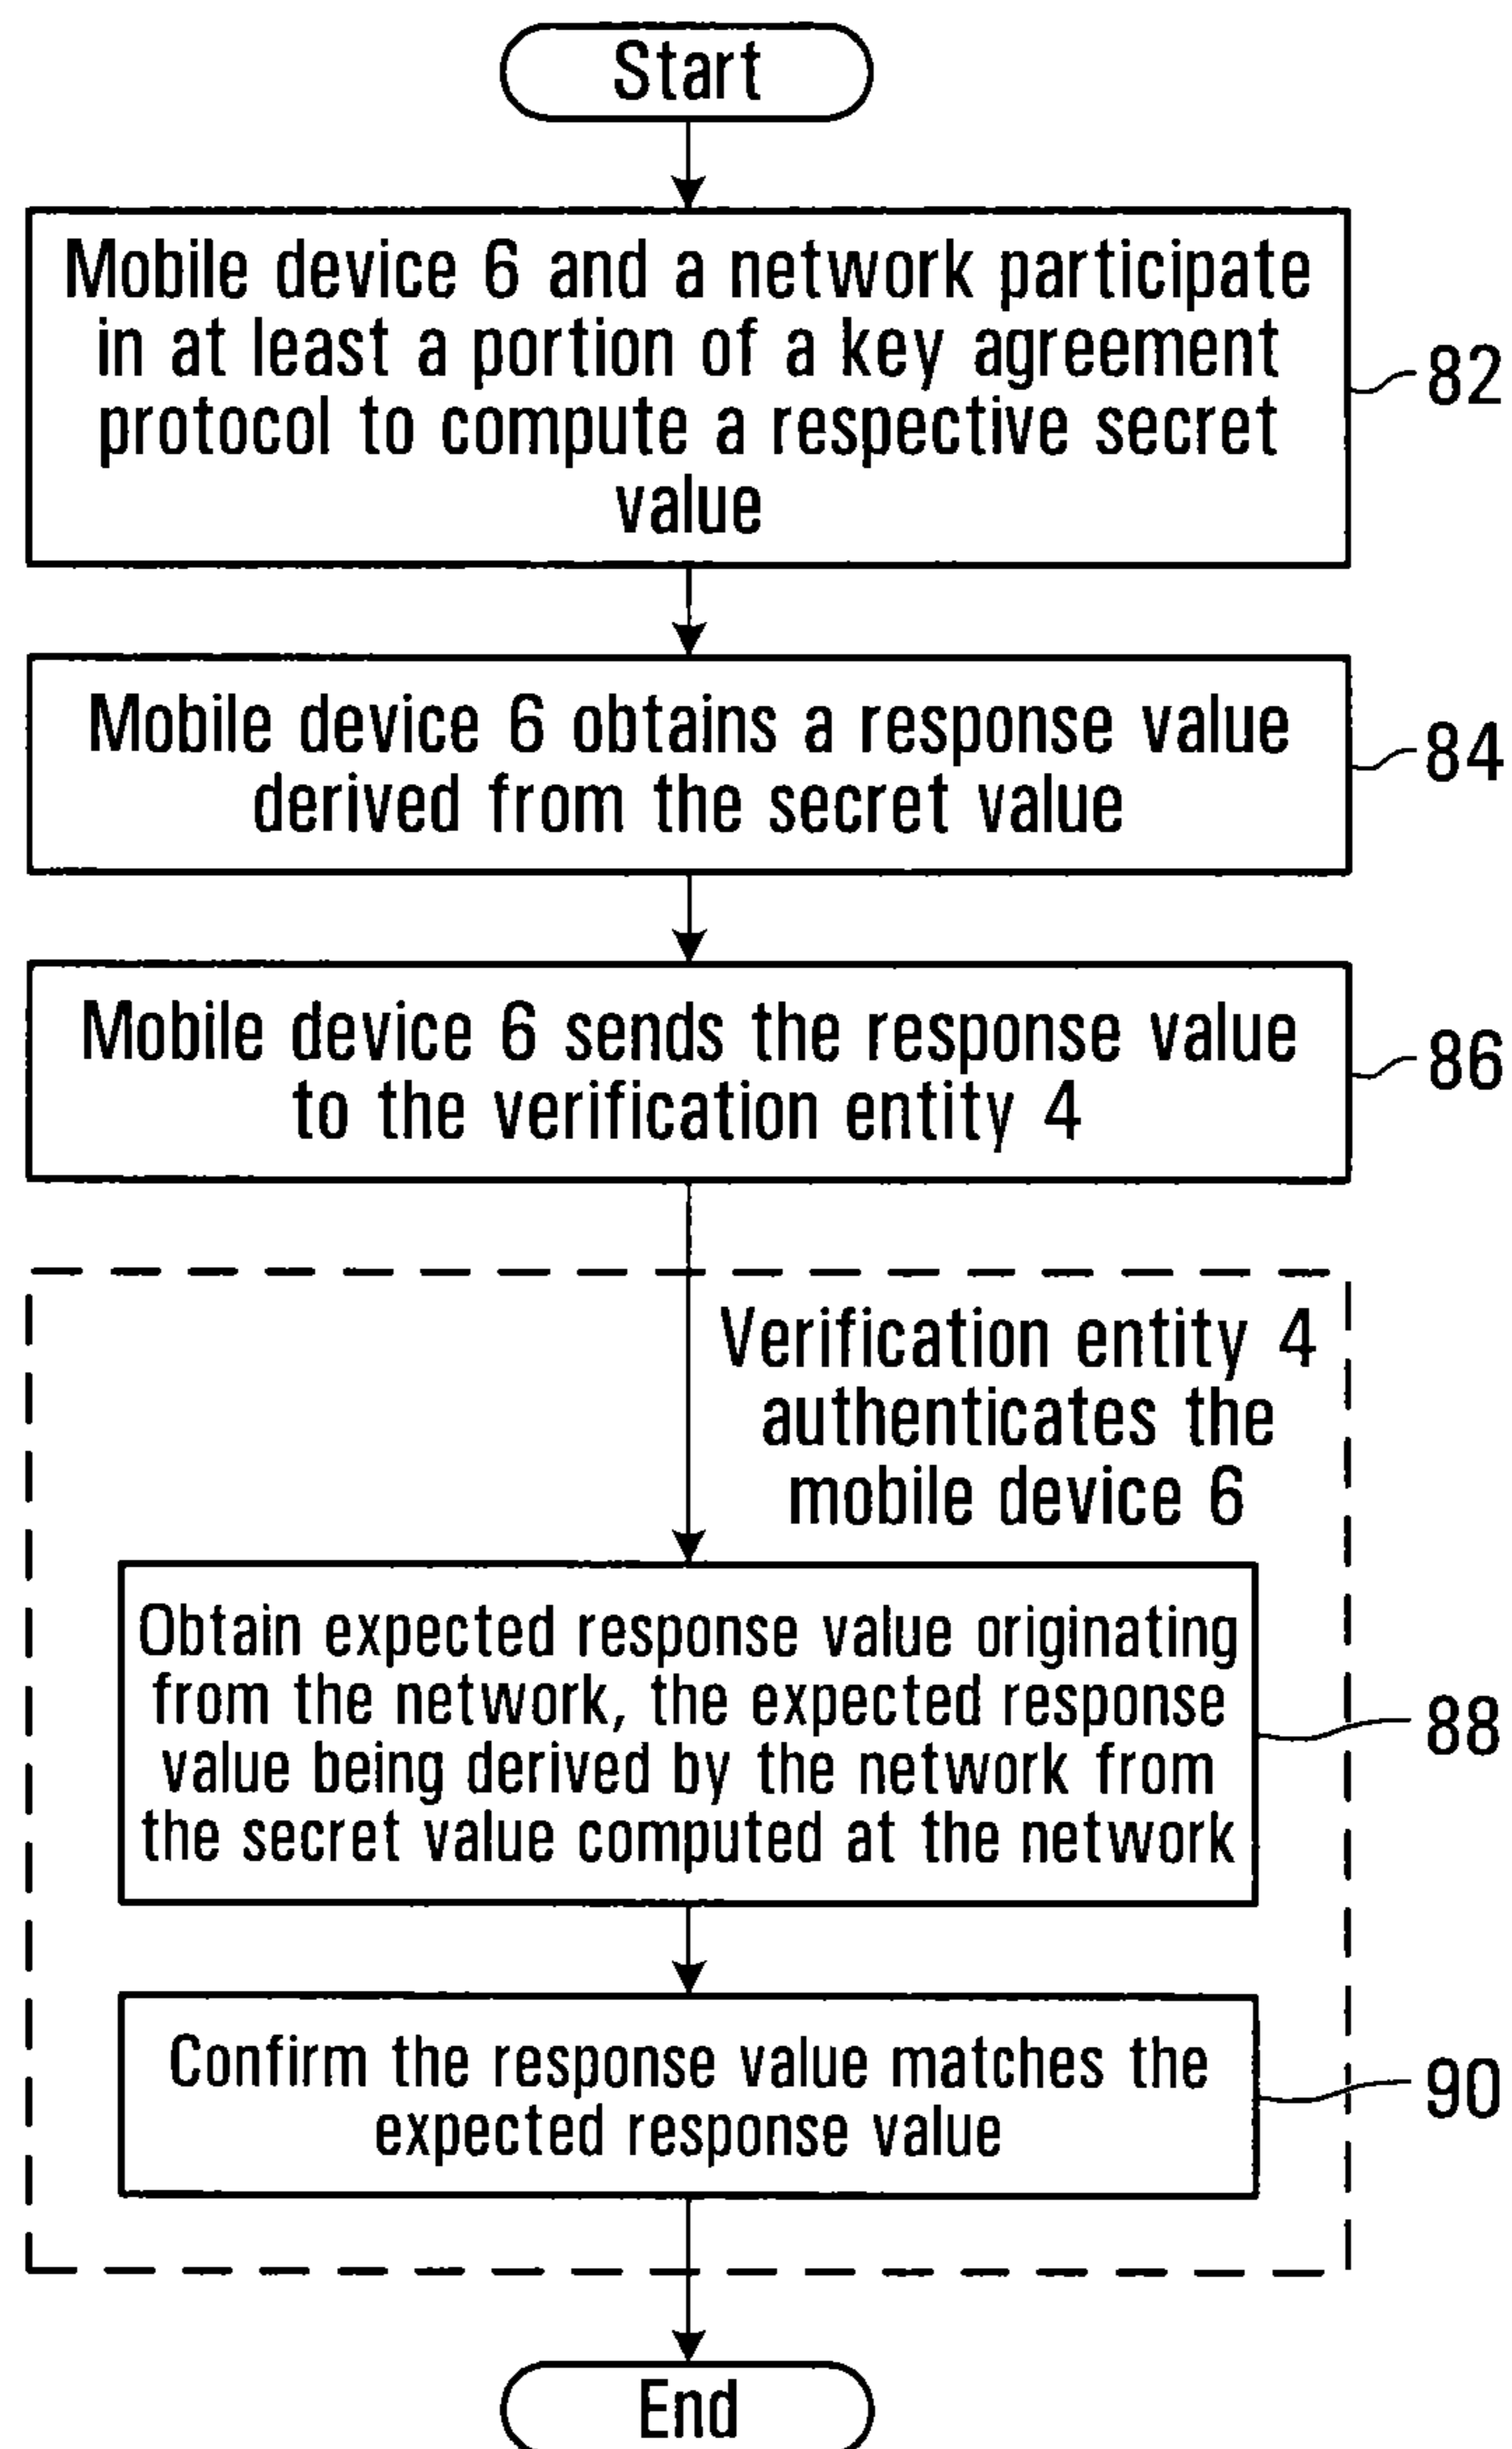 Start
Mobile device 6 and a network participate
in at least a portion of a key agreement
protocol to compute a respective secret
value
82
Mobile device 6 obtains a response value
derived from the secret value
84
Mobile device 6 sends the response value
to the verification entity 4
86
Verification entity 4
authenticates the
mobile device 6
Obtain expected response value originating
from the network, the expected response
value being derived by the network from
the secret value computed at the network
88
Confirm the response value matches the
expected response value
90
End